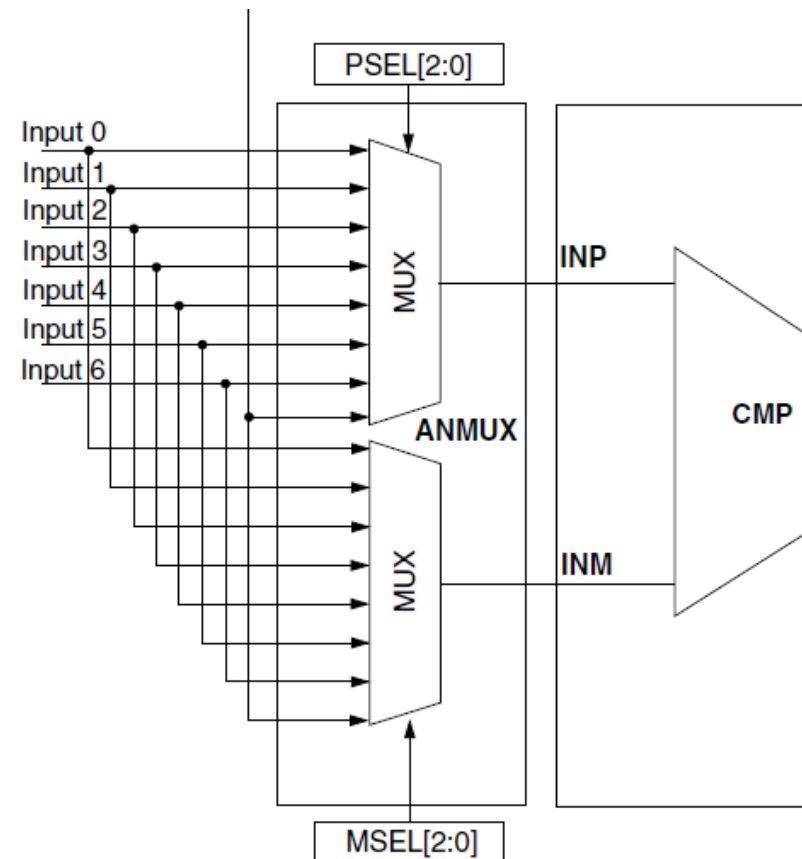 PSEL[2:0]
Input 0
Input 1
Input 2
Input 3
Input 4
Input 5
Input 6
MUX
INP
ANMUX
CMP
MUX
INM
MSEL[2:0]